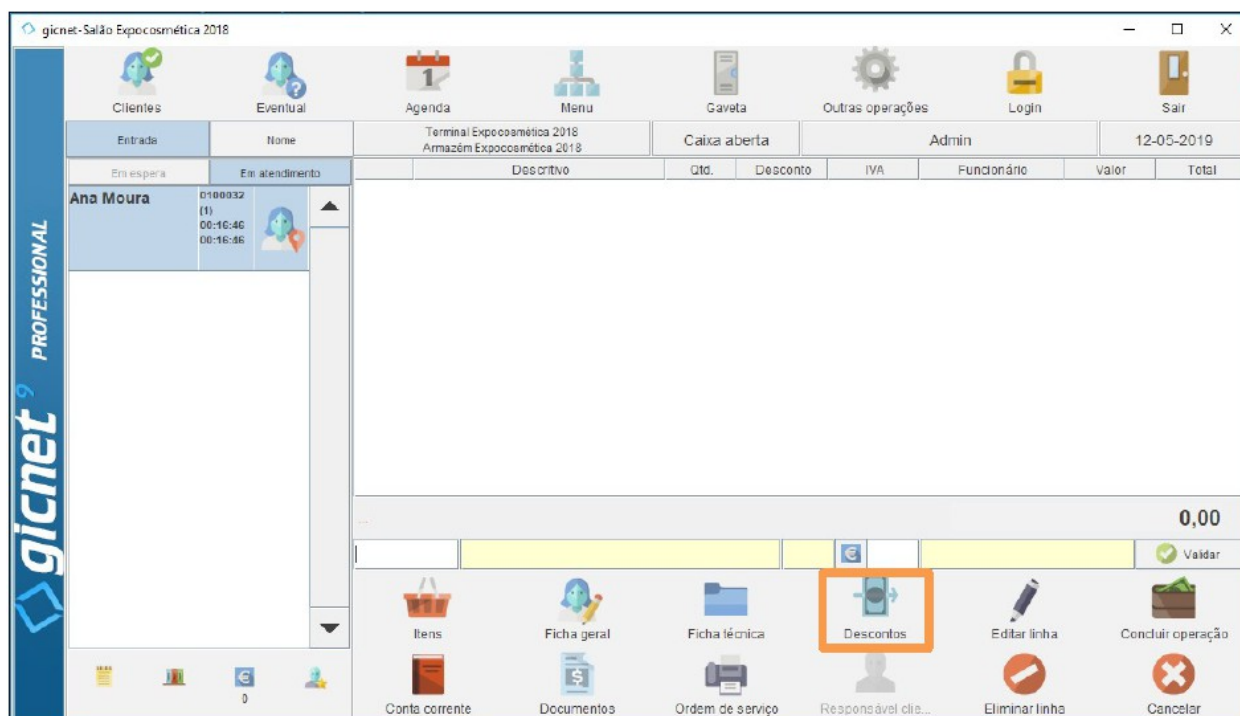 gicnet-Salão Expocosmética 2018
Clientes
Eventual
Agenda
Menu
Gaveta
Outras operações
Login
Sair
Entrada
Nome
Terminal Expocosmética 2018
Armazém Expocosmética 2018
Caixa aberta
Admin
12-05-2019
Em espera
Em atendimento
Descritivo
Qtd.
Desconto
IVA
Funcionário
Valor
Total
Ana Moura
0100032
(1)
00:16:46
00:16:46
gicnet 9 PROFESSIONAL
0,00
Validar
Itens
Ficha geral
Ficha técnica
Descontos
Editar linha
Concluir operação
0
Conta corrente
Documentos
Ordem de serviço
Responsável clie...
Eliminar linha
Cancelar